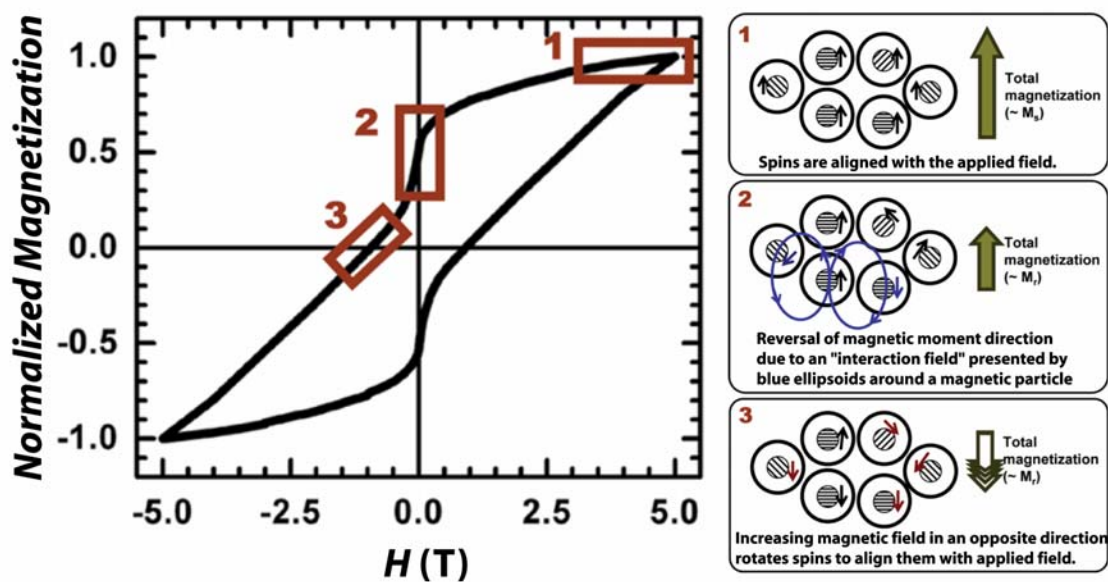 Normalized Magnetization
1.0
0.5
0.0
-0.5
-1.0
1
2
3
-5.0 -2.5 0.0 2.5 5.0
H (T)
1
Total
magnetization
(~ Ms)
Spins are aligned with the applied field.
2
Total
magnetization
(~ Mr)
Reversal of magnetic moment direction
due to an "interaction field" presented by
blue ellipsoids around a magnetic particle
3
Total
magnetization
(~ Mr)
Increasing magnetic field in an opposite direction
rotates spins to align them with applied field.